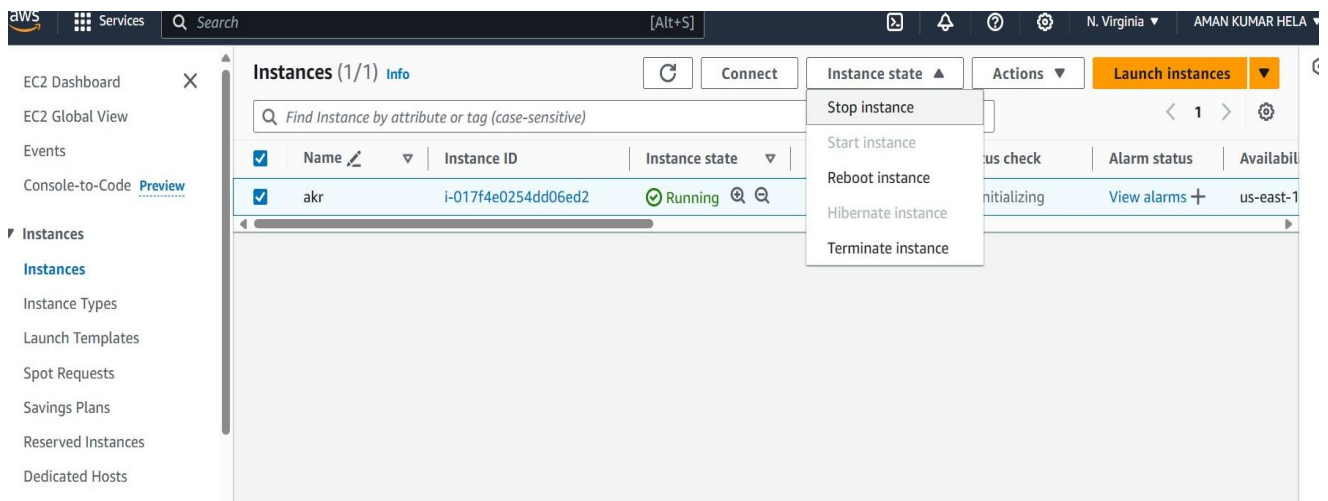 aws Services Search [Alt+S] N. Virginia ▼ AMAN KUMAR HELA ▼
EC2 Dashboard
EC2 Global View
Events
Console-to-Code Preview
Instances
Instances
Instance Types
Launch Templates
Spot Requests
Savings Plans
Reserved Instances
Dedicated Hosts
Instances (1/1) Info Connect Instance state ▲ Actions ▼ Launch instances ▼
Find Instance by attribute or tag (case-sensitive) < 1 >
Name Instance ID Instance state us check Alarm status Availabil
akr i-017f4e0254dd06ed2 Running nitializing View alarms + us-east-1
Stop instance
Start instance
Reboot instance
Hibernate instance
Terminate instance